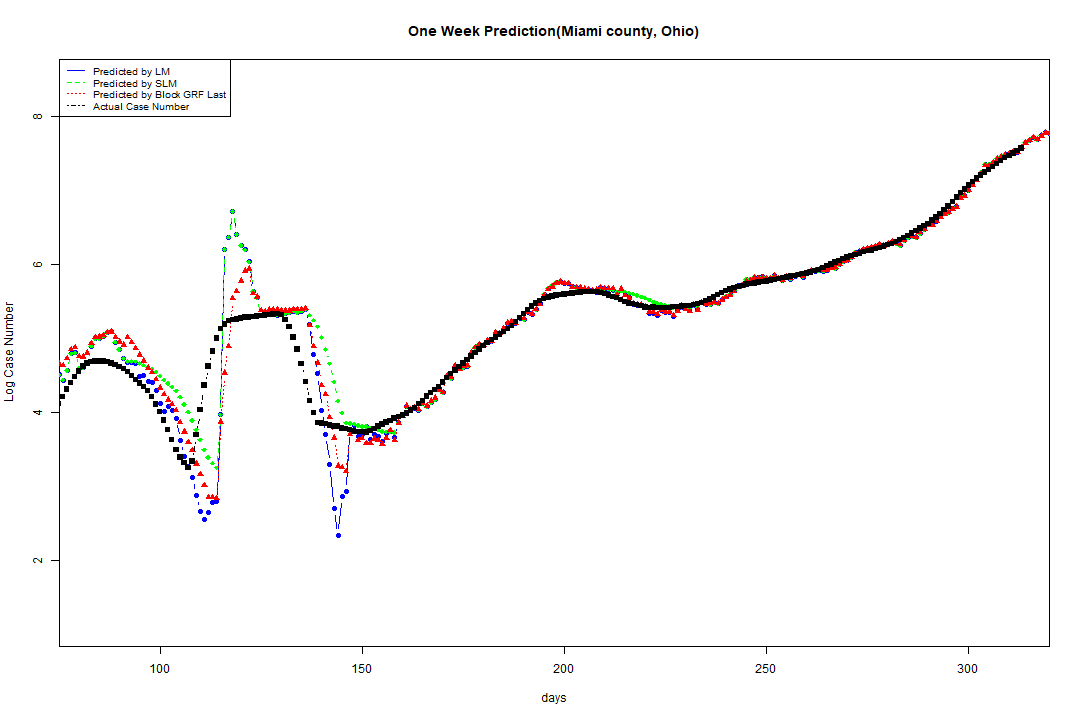 One Week Prediction(Miami county, Ohio)
Predicted by LM
Predicted by SLM
Predicted by Block GRF Last
Actual Case Number
8
6
4
2
Log Case Number
100 150 200 250 300
days